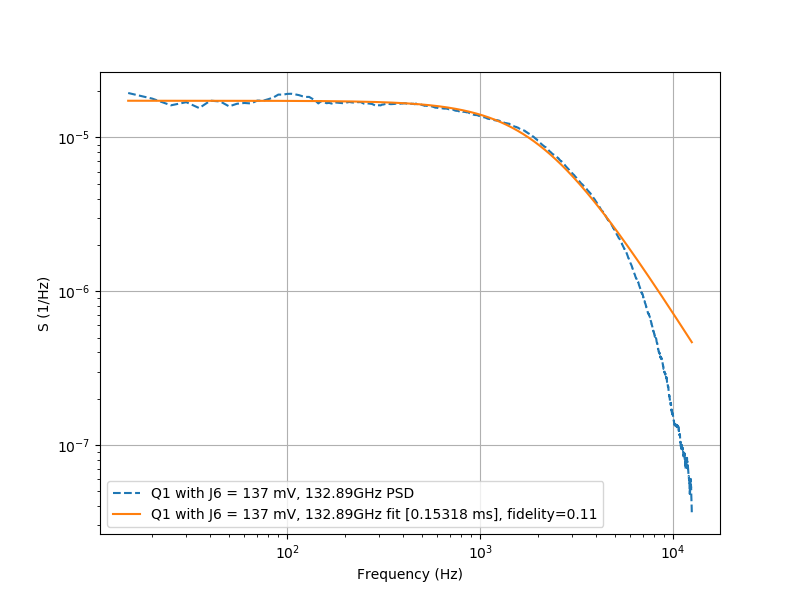 10⁻⁵
10⁻⁶
10⁻⁷
S (1/Hz)
Q1 with J6 = 137 mV, 132.89GHz PSD
Q1 with J6 = 137 mV, 132.89GHz fit [0.15318 ms], fidelity=0.11
10² 10³ 10⁴
Frequency (Hz)